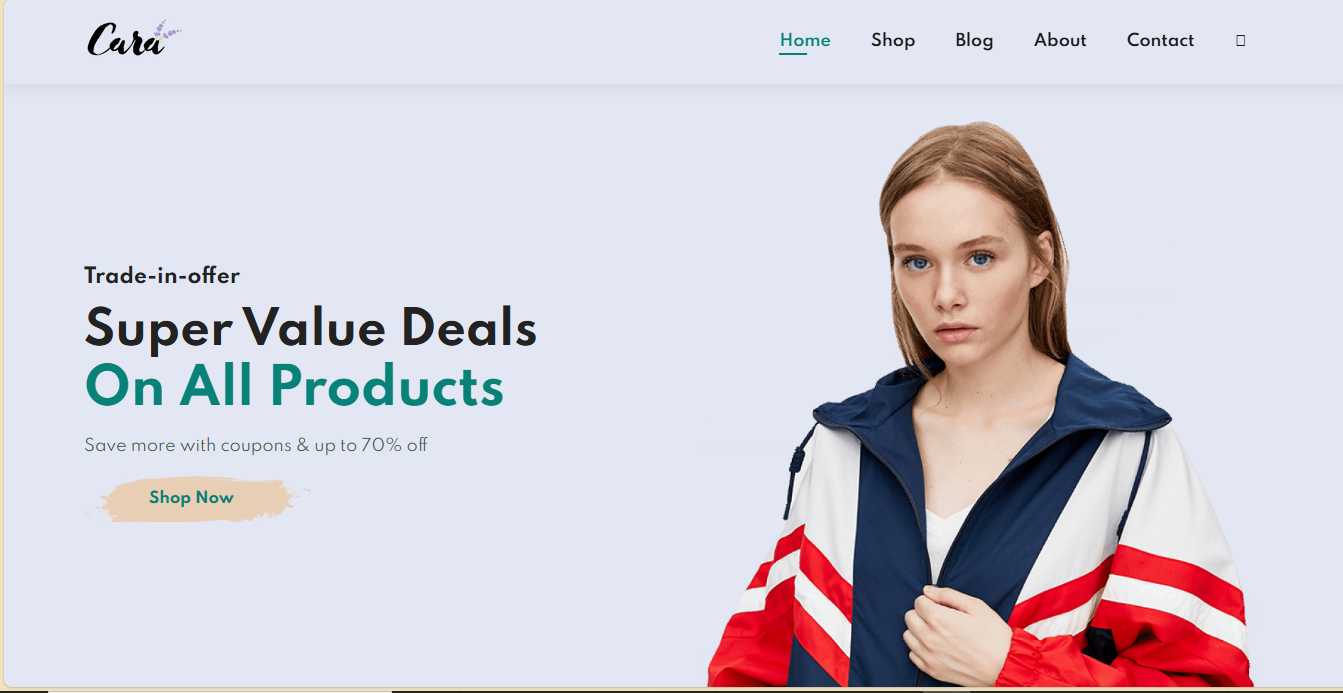 Cara
Home Shop Blog About Contact
Trade-in-offer
Super Value Deals
On All Products
Save more with coupons & up to 70% off
Shop Now